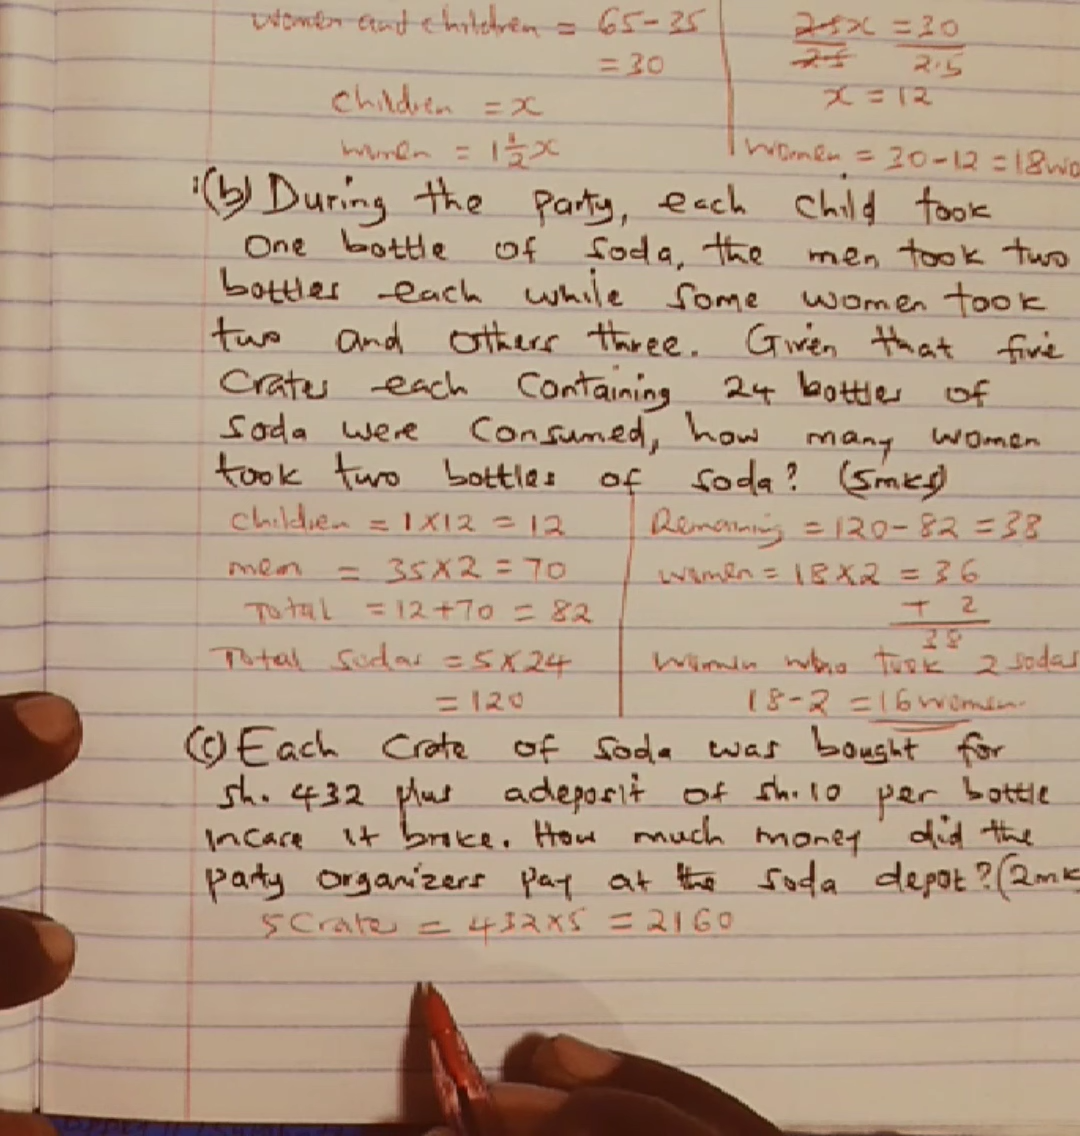 women and children = 65-35
= 30
children = x
women = 1 1/2 x
2.5x = 30
2.5 2.5
x = 12
women = 30-12 = 18wo
(b) During the party, each child took
one bottle of soda, the men took two
bottles each while some women took
two and others three. Given that five
Crates each Containing 24 bottles of
Soda were Consumed, how many women
took two bottles of soda? (5mks)
children = 1x12 = 12
men = 35x2 = 70
Total = 12+70 = 82
Total sodas = 5x24
= 120
Remaining = 120-82 = 38
women = 18x2 = 36
+ 2
38
women who took 2 sodas
18-2 = 16 women.
(c) Each Crate of soda was bought for
sh. 432 plus a deposit of sh.10 per bottle
incase it broke. How much money did the
party organizers pay at the soda depot? (2mk
5 Crate = 432x5 = 2160